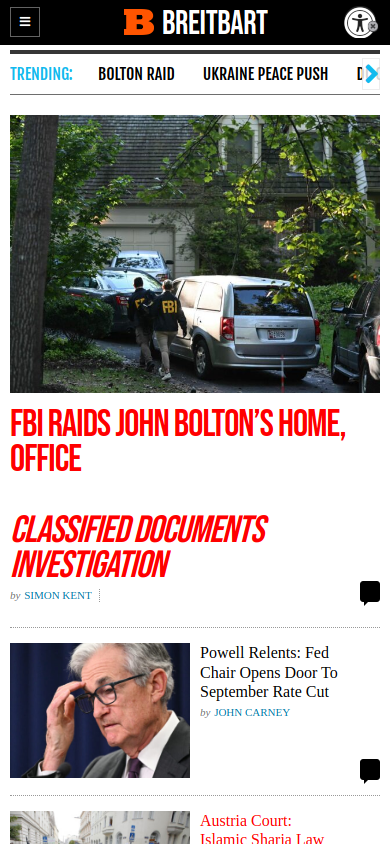 BREITBART
TRENDING:
BOLTON RAID
UKRAINE PEACE PUSH
FBI
FBI RAIDS JOHN BOLTON'S HOME,
OFFICE
CLASSIFIED DOCUMENTS
INVESTIGATION
by SIMON KENT
Powell Relents: Fed
Chair Opens Door To
September Rate Cut
by JOHN CARNEY
Austria Court:
Islamic Sharia Law